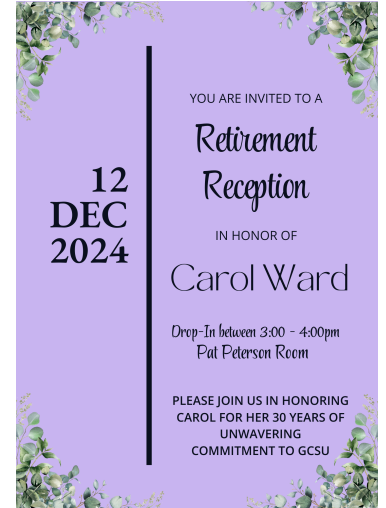 12
DEC
2024
YOU ARE INVITED TO A
Retirement
Reception
IN HONOR OF
Carol Ward
Drop-In between 3:00 - 4:00pm
Pat Peterson Room
PLEASE JOIN US IN HONORING
CAROL FOR HER 30 YEARS OF
UNWAVERING
COMMITMENT TO GCSU